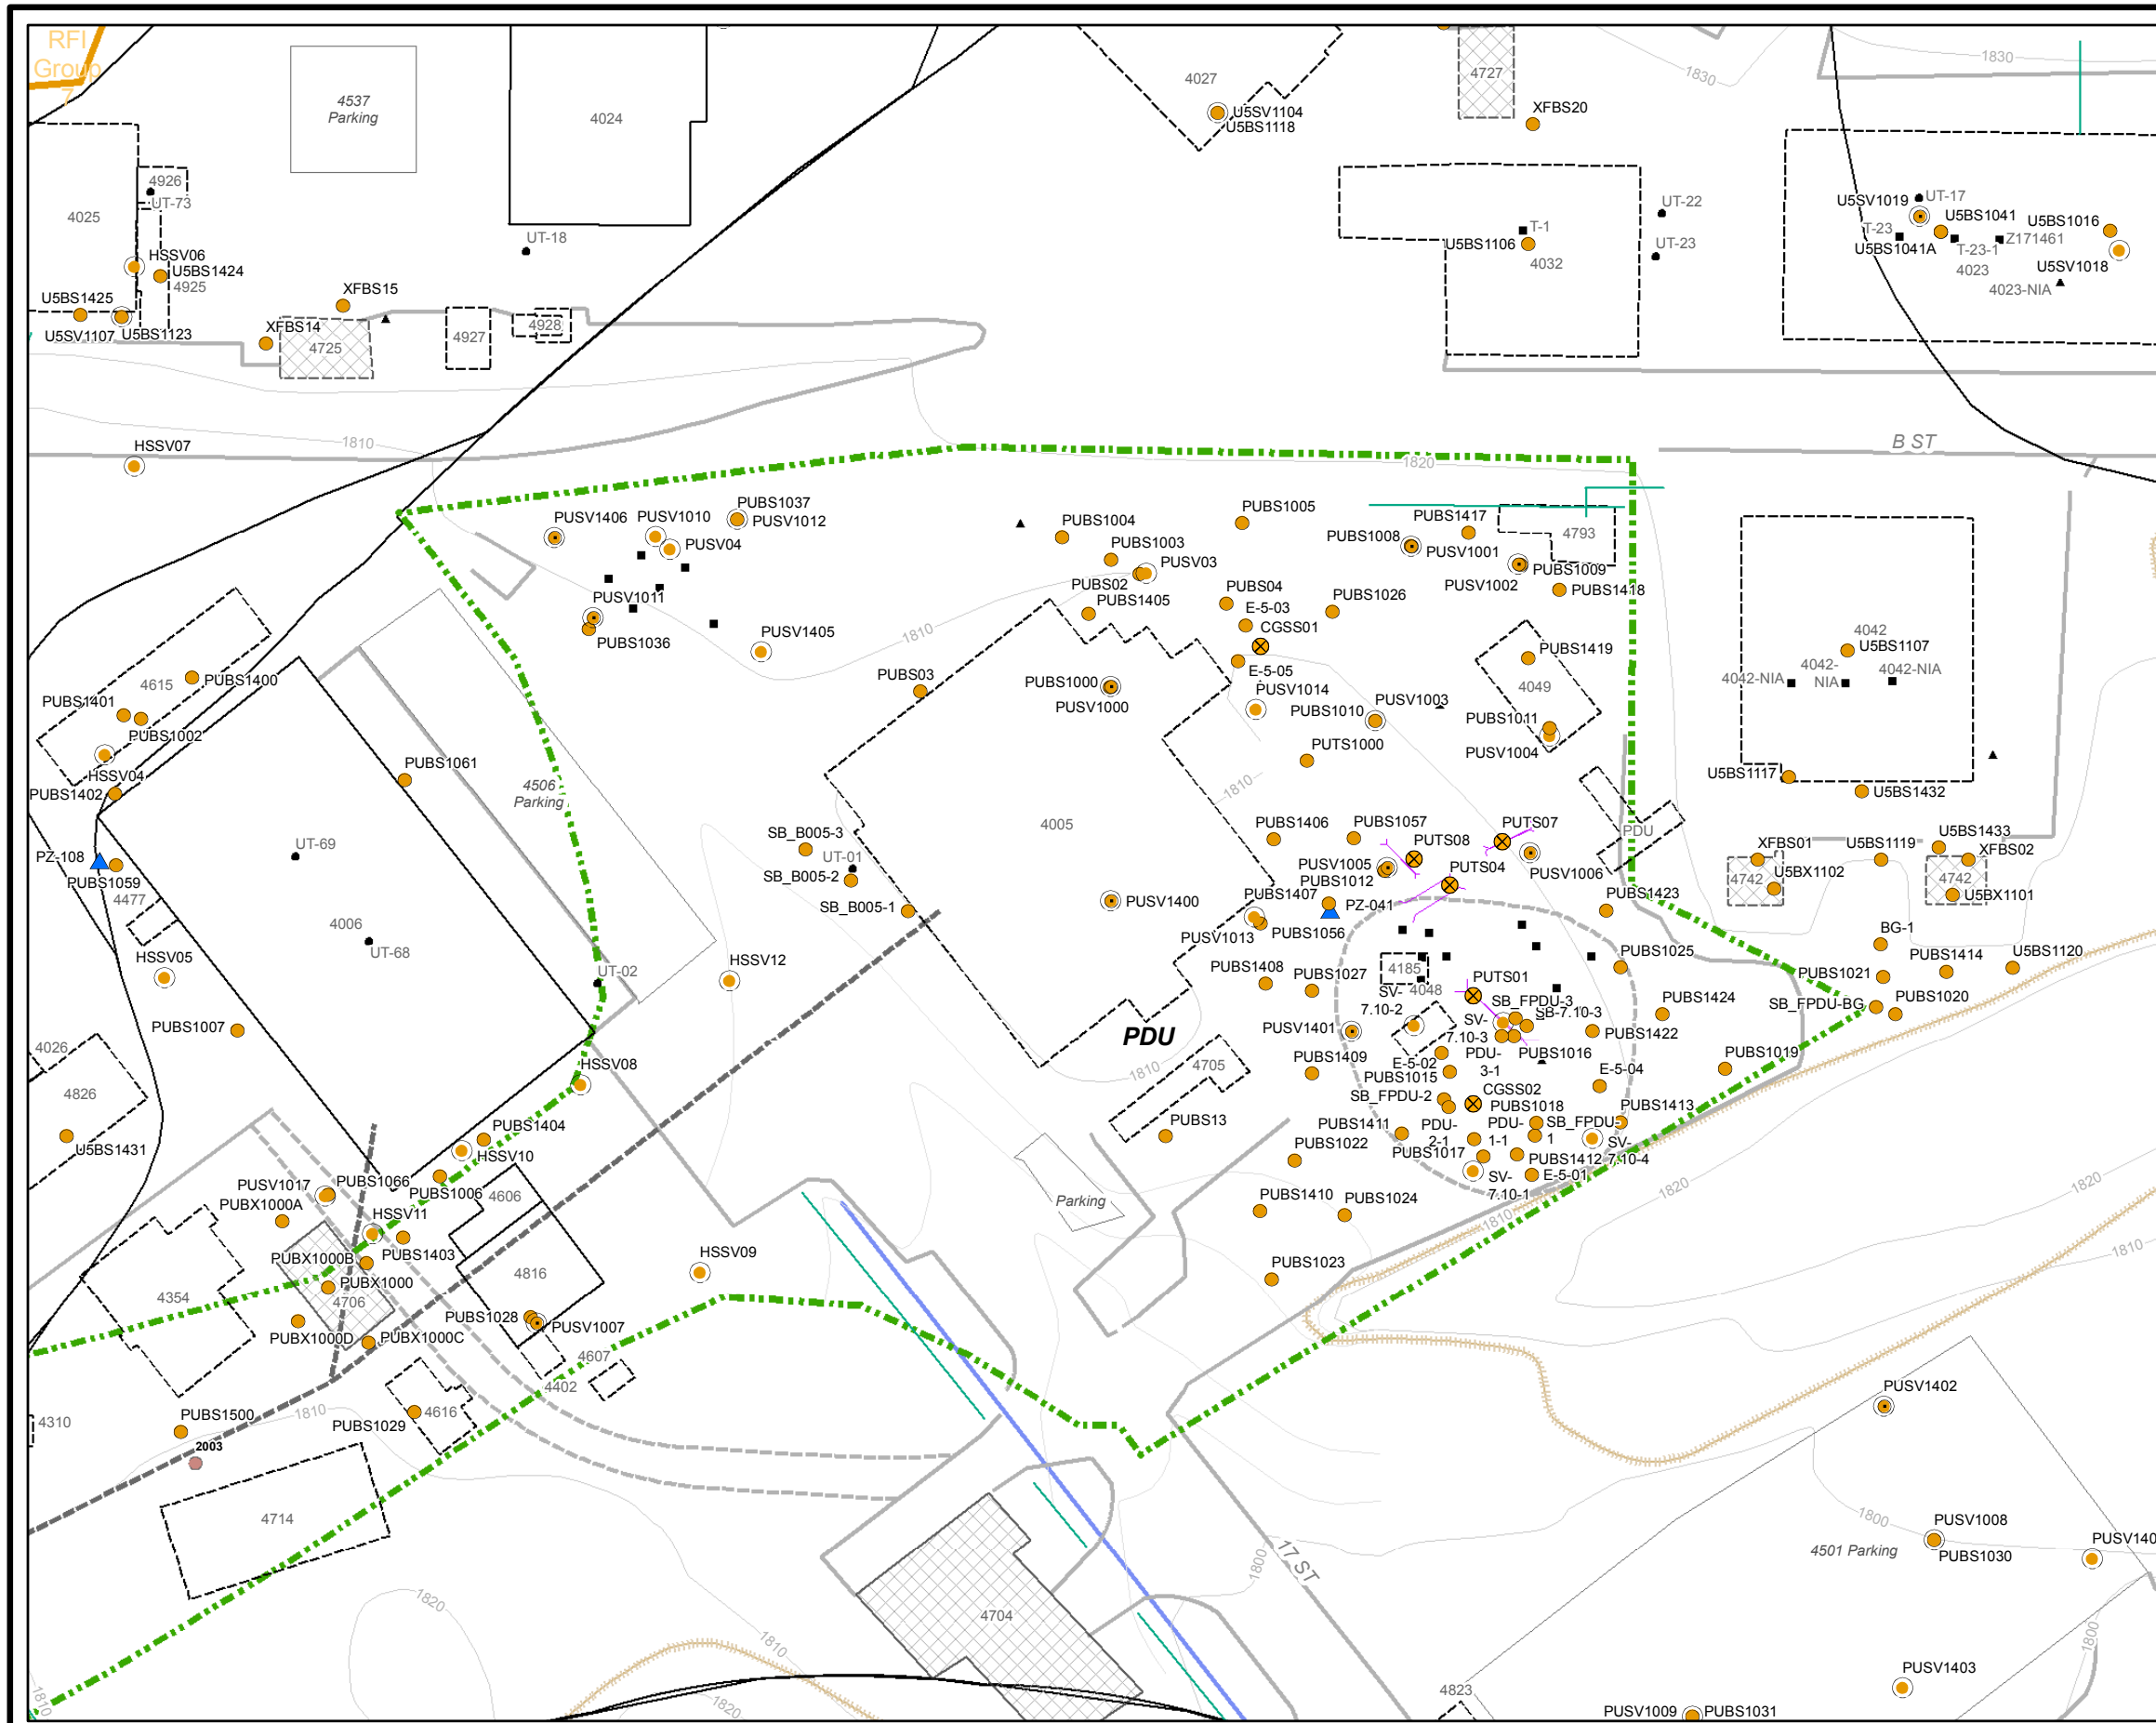 RFI
Group
7
4537
Parking
4024
4027
U5SV1104
U5BS1118
4727
XFBS20
1830
1830
4926
UT-73
4025
UT-18
HSSV06
U5BS1424
4925
U5BS1425
U5SV1107
U5BS1123
XFBS15
XFBS14
4725
4927
4928
T-1
U5BS1106
4032
UT-22
UT-23
UT-17
U5SV1019
U5BS1041
U5BS1016
T-23
U5BS1041A
T-23-1
Z171461
4023
U5SV1018
4023-NIA
HSSV07
1810
B ST
1820
PUBS1037
PUSV1012
PUSV1406
PUSV1010
PUSV04
PUSV1011
PUBS1036
PUSV1405
PUBS1004
PUBS1005
PUBS1003
PUSV03
PUBS02
PUBS1405
PUBS04
E-5-03
CGSS01
E-5-05
PUBS1026
PUBS1417
PUBS1008
PUSV1001
4793
PUSV1002
PUBS1009
PUBS1418
1810
PUBS03
PUBS1000
PUSV1000
PUSV1014
PUBS1010
PUSV1003
PUTS1000
PUBS1419
4049
PUBS1011
PUSV1004
4042
U5BS1107
4042-NIA
4042-
NIA
4042-NIA
U5BS1117
U5BS1432
4615
PUBS1400
PUBS1401
PUBS1002
HSSV04
PUBS1402
PUBS1061
4506
Parking
1810
UT-69
PZ-108
PUBS1059
4477
4006
UT-68
SB_B005-3
UT-01
SB_B005-2
SB_B005-1
4005
PUBS1406
PUBS1057
PUTS08
PUTS07
PUSV1005
PUBS1012
PUTS04
PUSV1006
PDU
PUSV1400
PUBS1407
PZ-041
PUSV1013
PUBS1056
PUBS1423
XFBS01
U5BX1102
4742
U5BS1119
U5BS1433
XFBS02
4742
U5BX1101
BG-1
HSSV05
UT-02
HSSV12
PUBS1408
PUBS1027
4185
SV-
7.10-2
4048
PUTS01
SB_FPDU-3
SV-
7.10-3
SB-7.10-3
PUBS1025
PUBS1424
PUBS1021
PUBS1414
U5BS1120
SB_FPDU-BG
PUBS1020
PUBS1007
PDU
PUSV1401
PUBS1422
PUBS1016
PUBS1409
E-5-02
PDU-
3-1
PUBS1015
E-5-04
PUBS1019
4026
4826
HSSV08
1810
4705
SB_FPDU-2
CGSS02
PUBS1018
PUBS1413
U5BS1431
PUBS1404
HSSV10
PUBS13
PUBS1411
PDU-
2-1
PDU-
1-1
SB_FPDU-
1
SV-
7.10-4
PUBS1022
PUBS1017
PUBS1412
E-5-01
SV-
7.10-1
PUSV1017
PUBS1066
PUBX1000A
PUBS1006
4606
Parking
PUBS1410
PUBS1024
1810
1820
1820
1810
HSSV11
PUBS1403
PUBX1000B
PUBX1000
4706
4354
4816
HSSV09
PUBS1023
PUBX1000D
PUBX1000C
PUBS1028
PUSV1007
4607
4402
4310
PUBS1500
1810
2003
PUBS1029
4616
PUSV1402
4714
1800
PUSV1008
PUBS1030
4501 Parking
PUSV140
17 ST
1800
4704
1820
1810
1810
1820
4823
PUSV1403
1800
PUSV1009
PUBS1031